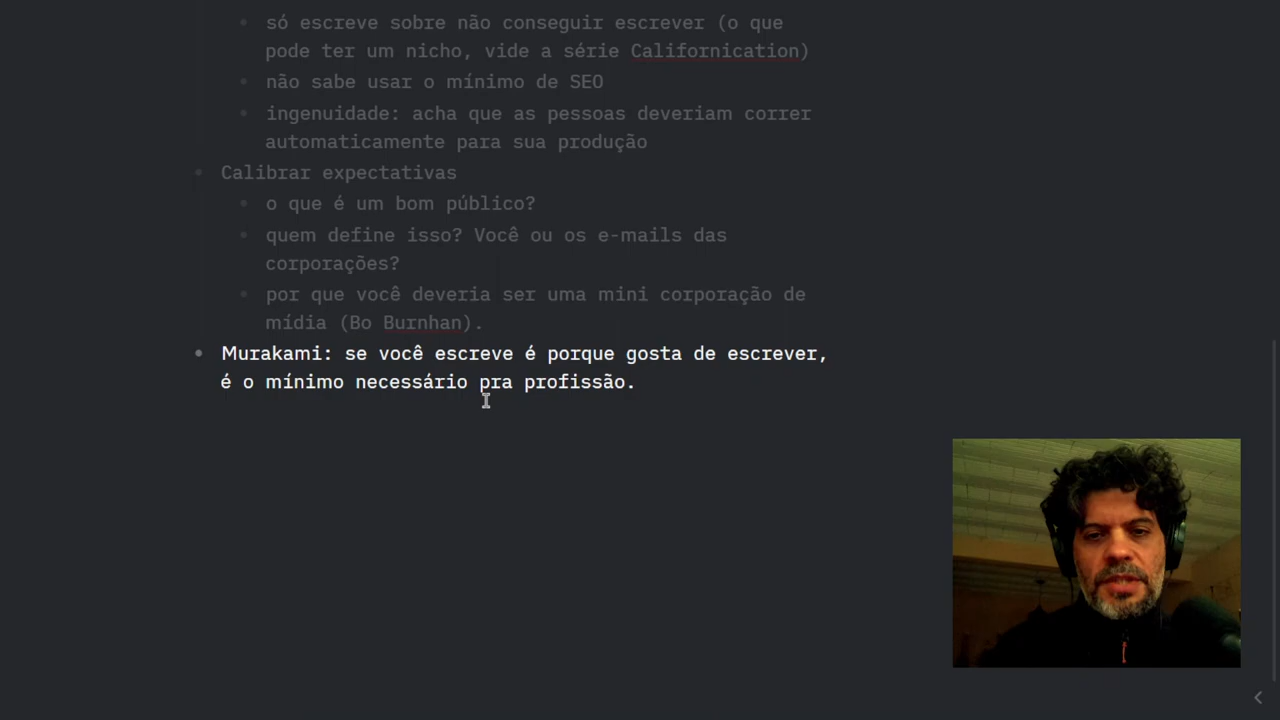 só escreve sobre não conseguir escrever (o que
pode ter um nicho, vide a série Californication)
não sabe usar o mínimo de SEO
ingenuidade: acha que as pessoas deveriam correr
automaticamente para sua produção
Calibrar expectativas
o que é um bom público?
quem define isso? Você ou os e-mails das
corporações?
por que você deveria ser uma mini corporação de
mídia (Bo Burnhan).
Murakami: se você escreve é porque gosta de escrever,
é o mínimo necessário pra profissão.